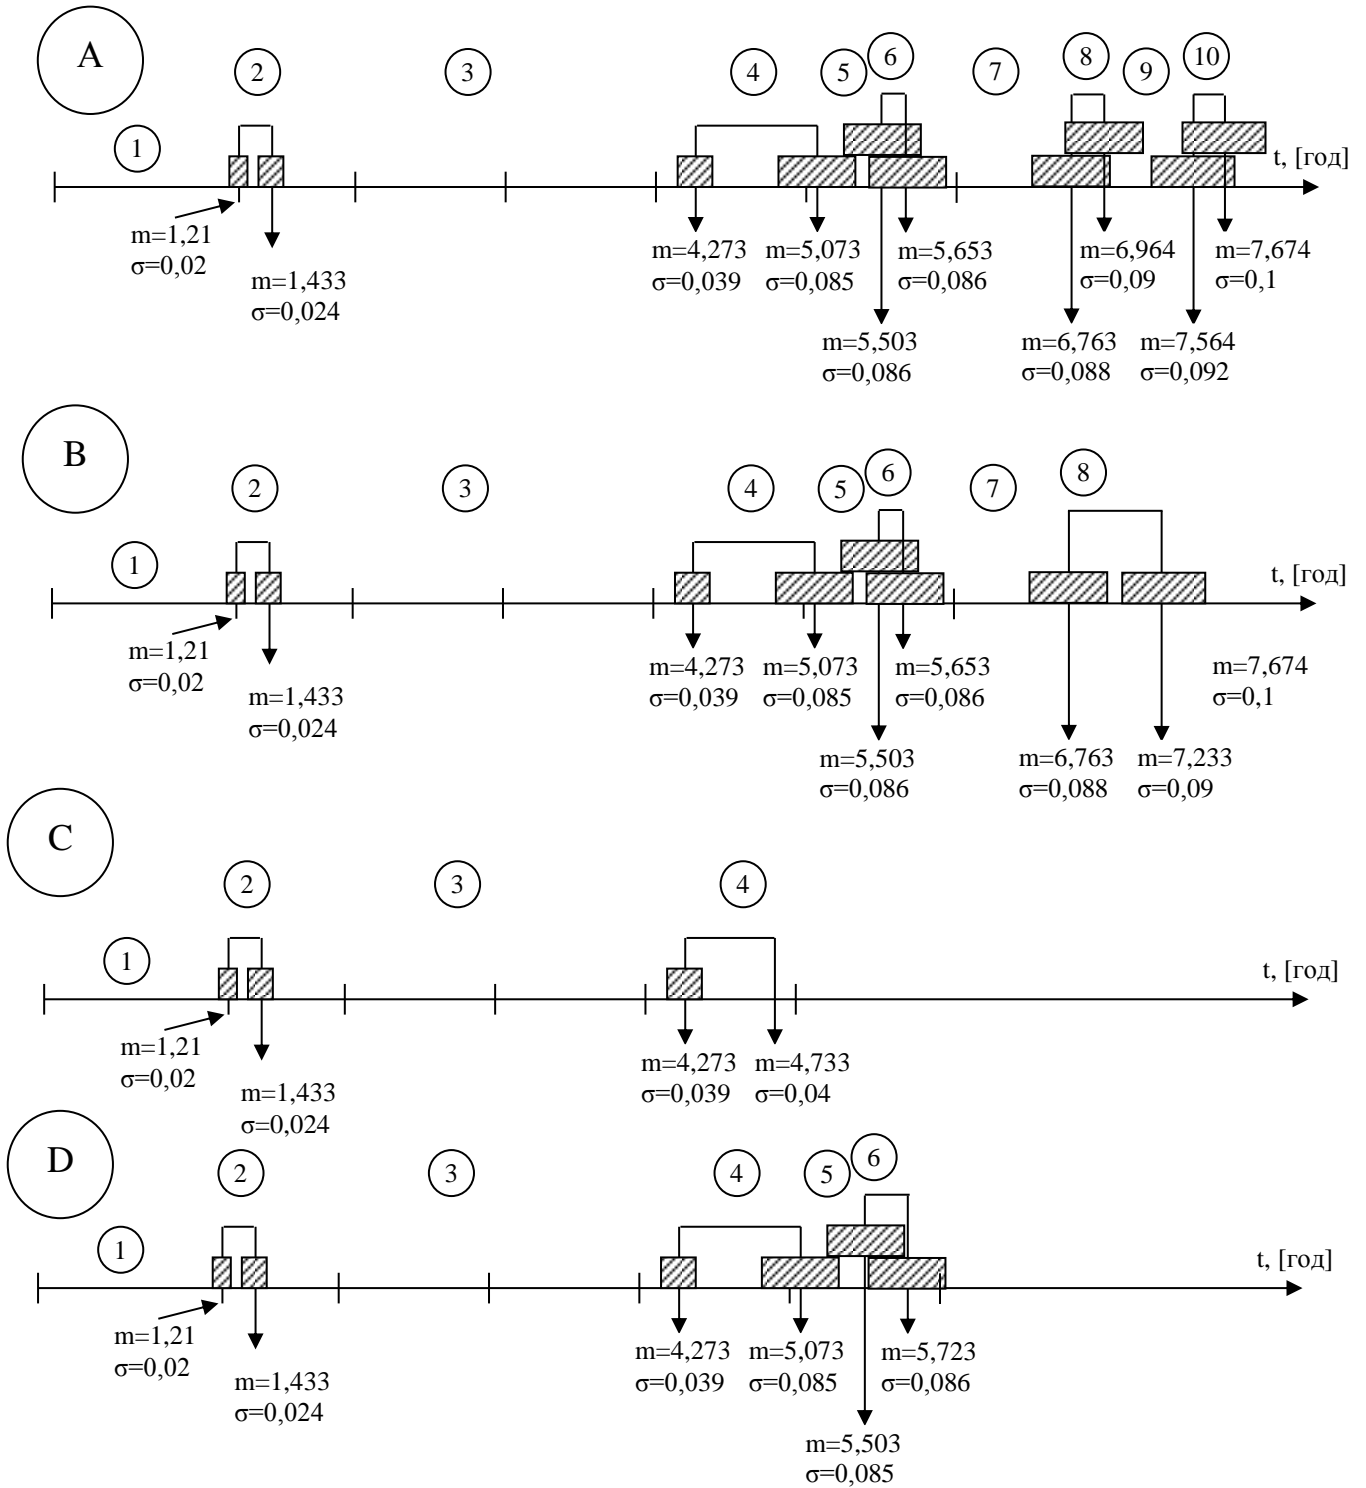 A
1
2
3
4
5
6
7
8
9
10
t, [год]
m=1,21
σ=0,02
m=1,433
σ=0,024
m=4,273
σ=0,039
m=5,073
σ=0,085
m=5,653
σ=0,086
m=5,503
σ=0,086
m=6,964
σ=0,09
m=7,674
σ=0,1
m=6,763
σ=0,088
m=7,564
σ=0,092
B
1
2
3
4
5
6
7
8
t, [год]
m=1,21
σ=0,02
m=1,433
σ=0,024
m=4,273
σ=0,039
m=5,073
σ=0,085
m=5,653
σ=0,086
m=7,674
σ=0,1
m=5,503
σ=0,086
m=6,763
σ=0,088
m=7,233
σ=0,09
C
1
2
3
4
t, [год]
m=1,21
σ=0,02
m=1,433
σ=0,024
m=4,273
σ=0,039
m=4,733
σ=0,04
D
1
2
3
4
5
6
t, [год]
m=1,21
σ=0,02
m=1,433
σ=0,024
m=4,273
σ=0,039
m=5,073
σ=0,085
m=5,723
σ=0,086
m=5,503
σ=0,085